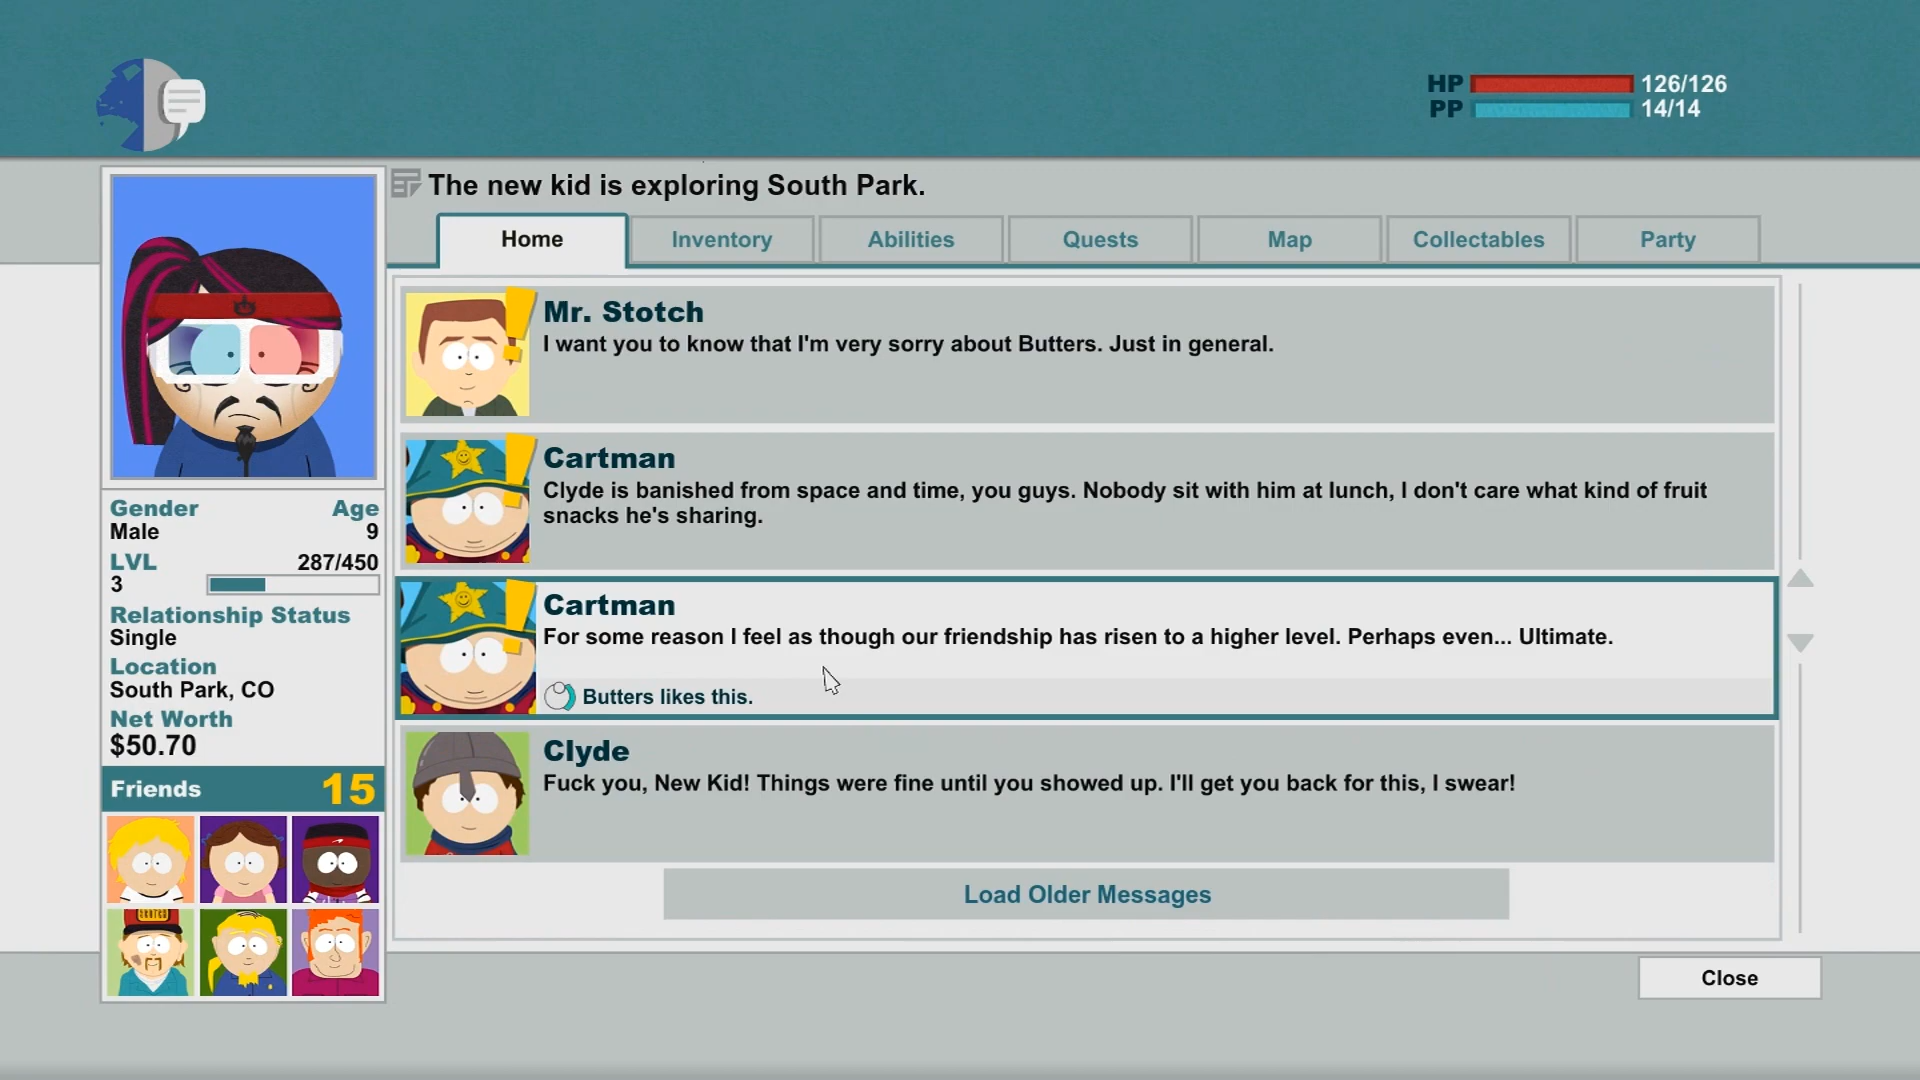 HP 126/126
PP 14/14
The new kid is exploring South Park.
Home Inventory Abilities Quests Map Collectables Party
Mr. Stotch
I want you to know that I'm very sorry about Butters. Just in general.
Cartman
Clyde is banished from space and time, you guys. Nobody sit with him at lunch, I don't care what kind of fruit
snacks he's sharing.
Cartman
For some reason I feel as though our friendship has risen to a higher level. Perhaps even... Ultimate.
Butters likes this.
Clyde
Fuck you, New Kid! Things were fine until you showed up. I'll get you back for this, I swear!
Load Older Messages
Gender Age
Male 9
LVL 287/450
3
Relationship Status
Single
Location
South Park, CO
Net Worth
$50.70
Friends 15
Close